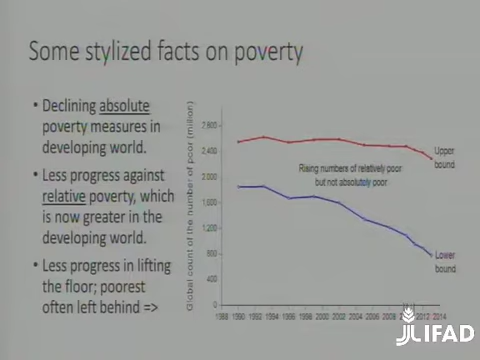 Some stylized facts on poverty
• Declining absolute
poverty measures in
developing world.
• Less progress against
relative poverty, which
is now greater in the
developing world.
• Less progress in lifting
the floor; poorest
often left behind =>
Global count of the number of poor (million)
2,800
2,400
2 000
1,600
1,200
800
400
0
Upper
bound
Rising numbers of relatively poor
but not absolutely poor
Lower
bound
1988 1990 1992 1994 1996 1998 2000 2002 2004 2006 2008 2010 2012 2014
JLIFAD